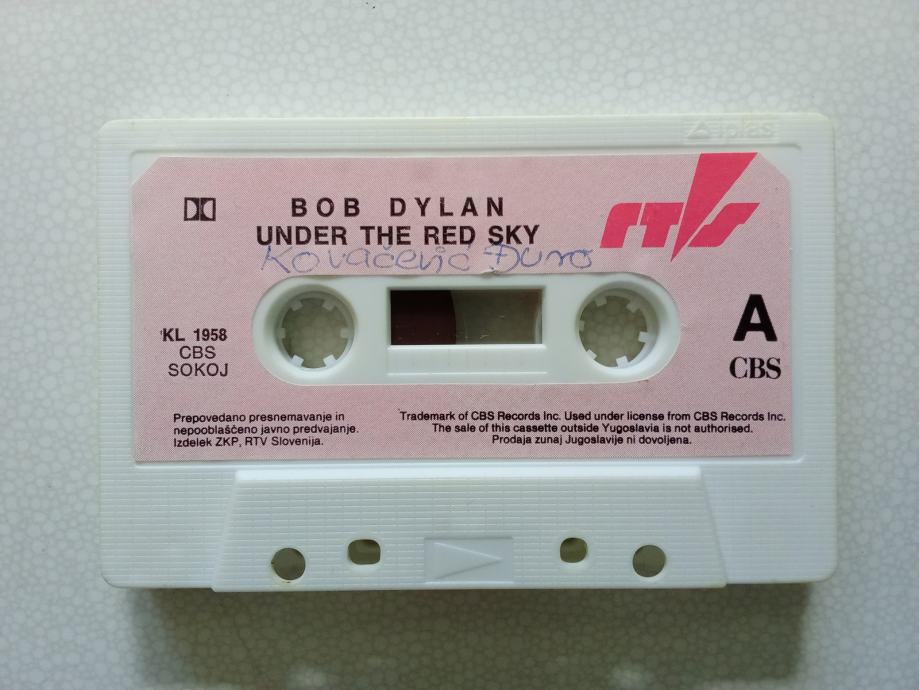 BOB DYLAN
UNDER THE RED SKY
Kovačević Đuro
RTVS
KL 1958
CBS
SOKOJ
A
CBS
Prepovedano presnemavanje in
nepooblaščeno javno predvajanje.
Izdelek ZKP, RTV Slovenija.
Trademark of CBS Records Inc. Used under license from CBS Records Inc.
The sale of this cassette outside Yugoslavia is not authorised.
Prodaja zunaj Jugoslavije ni dovoljena.